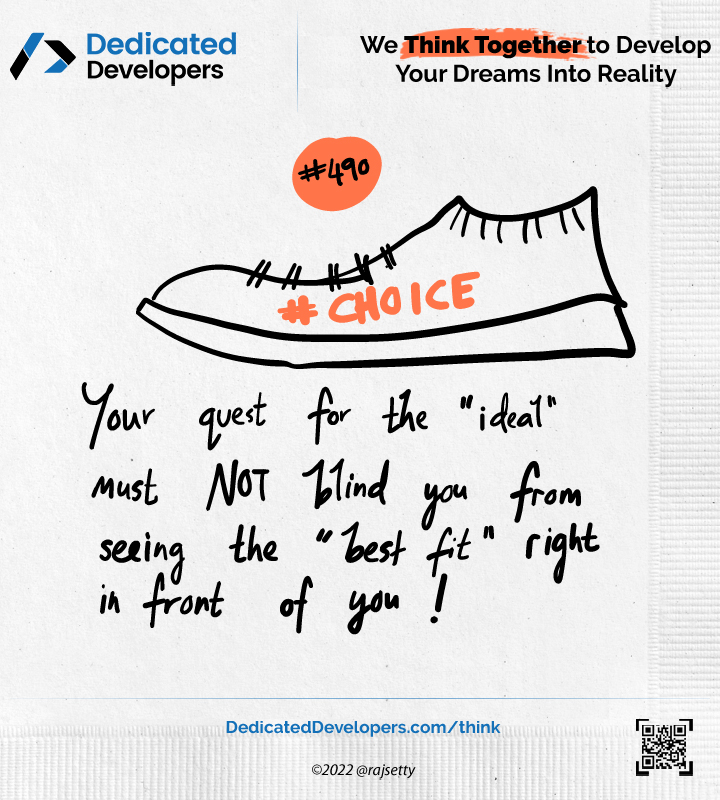 Dedicated
Developers
We Think Together to Develop
Your Dreams Into Reality
#490
# CHOICE
Your quest for the "ideal"
must NOT blind you from
seeing the "best fit" right
in front of you !
DedicatedDevelopers.com/think
©2022 @rajsetty